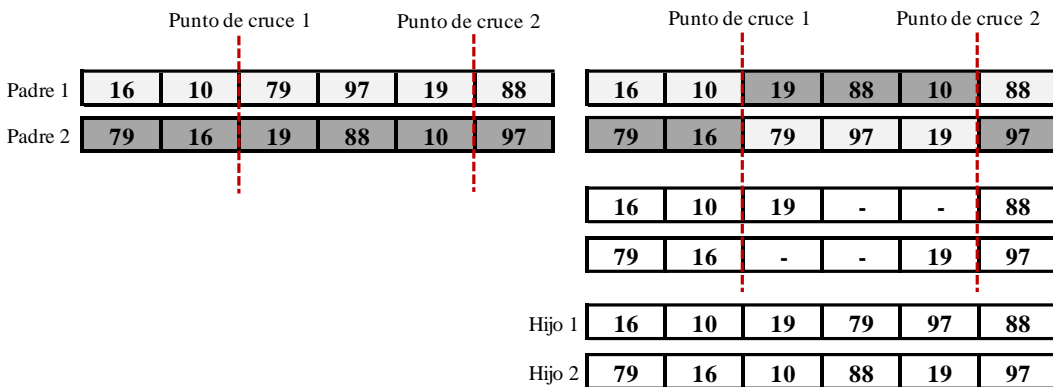 Punto de cruce 1 Punto de cruce 2 Punto de cruce 1 Punto de cruce 2
Padre 1 16 10 79 97 19 88 16 10 19 88 10 88
Padre 2 79 16 19 88 10 97 79 16 79 97 19 97
16 10 19 - - 88
79 16 - - 19 97
Hijo 1 16 10 19 79 97 88
Hijo 2 79 16 10 88 19 97